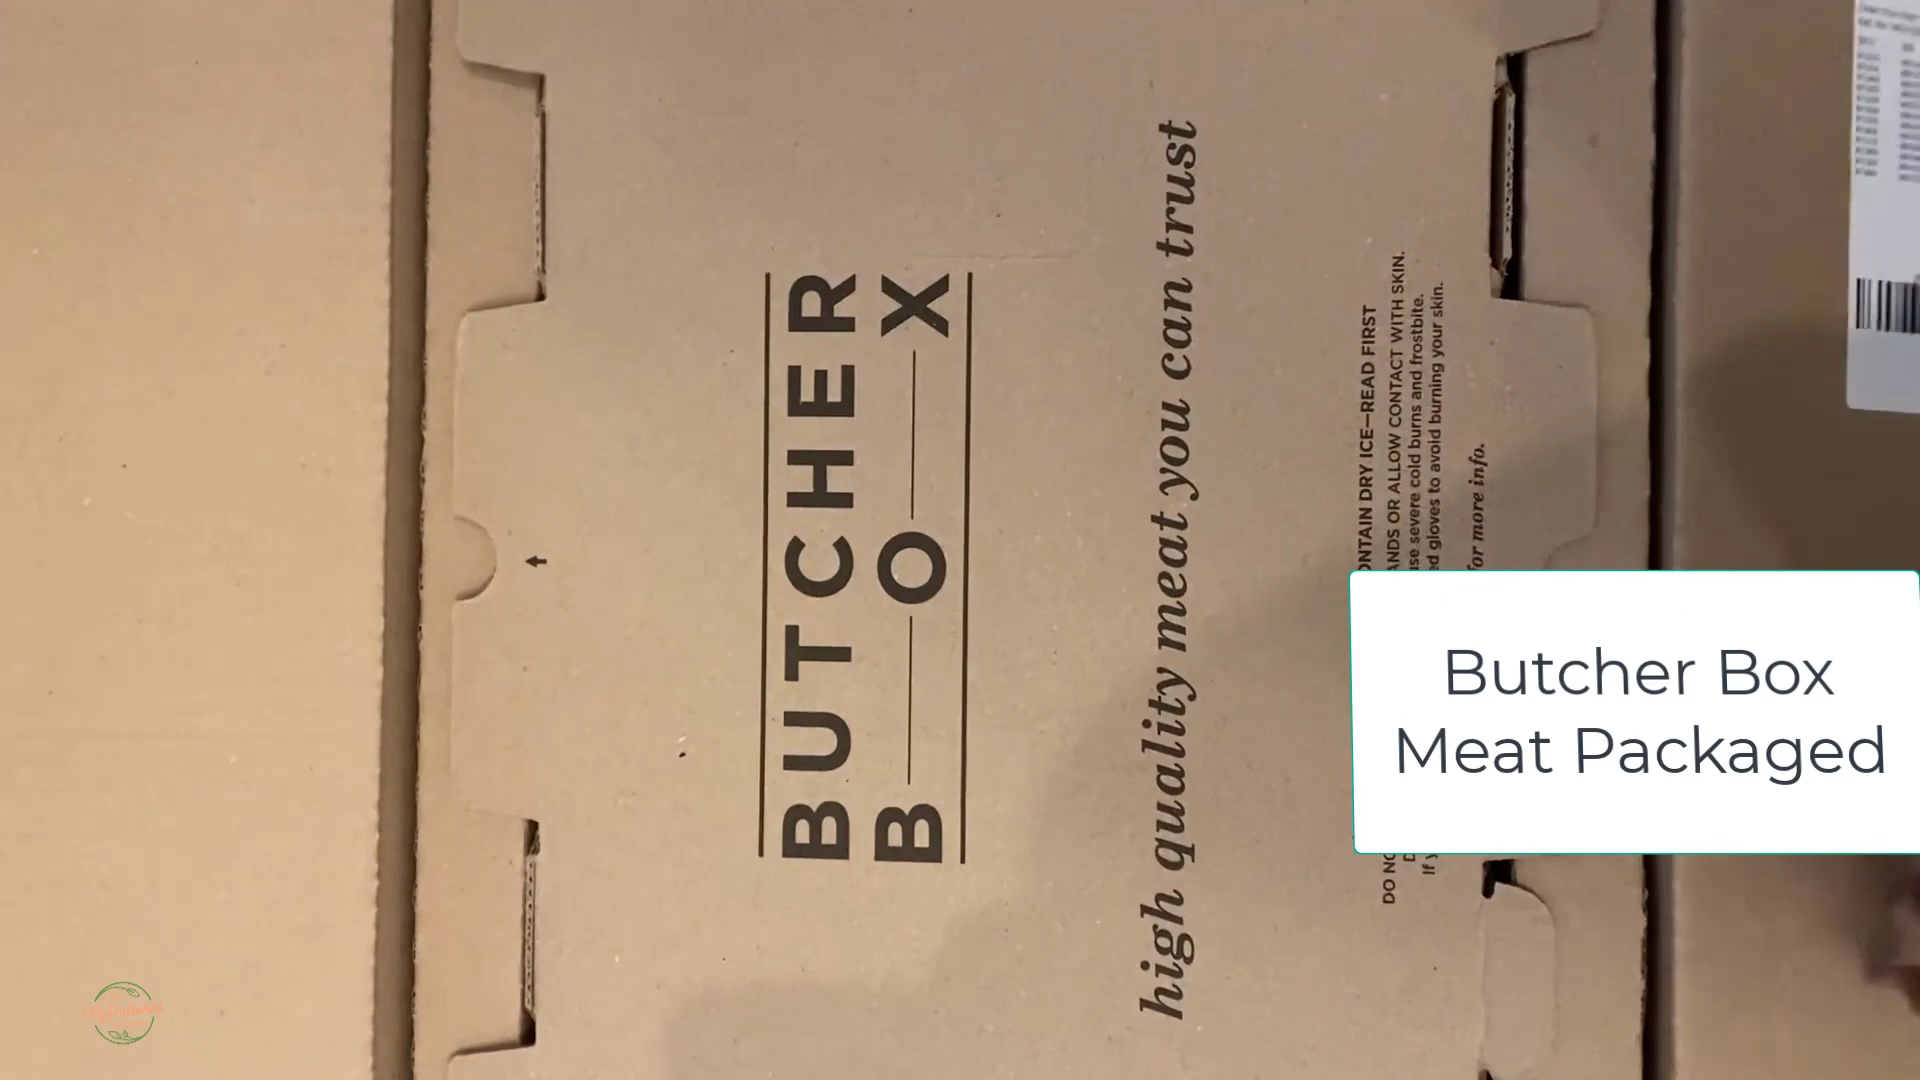 BUTCHER
BOX
high quality meat you can trust
ONTAIN DRY ICE—READ FIRST
DO NO
ANDS OR ALLOW CONTACT WITH SKIN.
severe cold burns and frostbite.
If
gloves to avoid burning your skin.
for more info.
Butcher Box
Meat Packaged